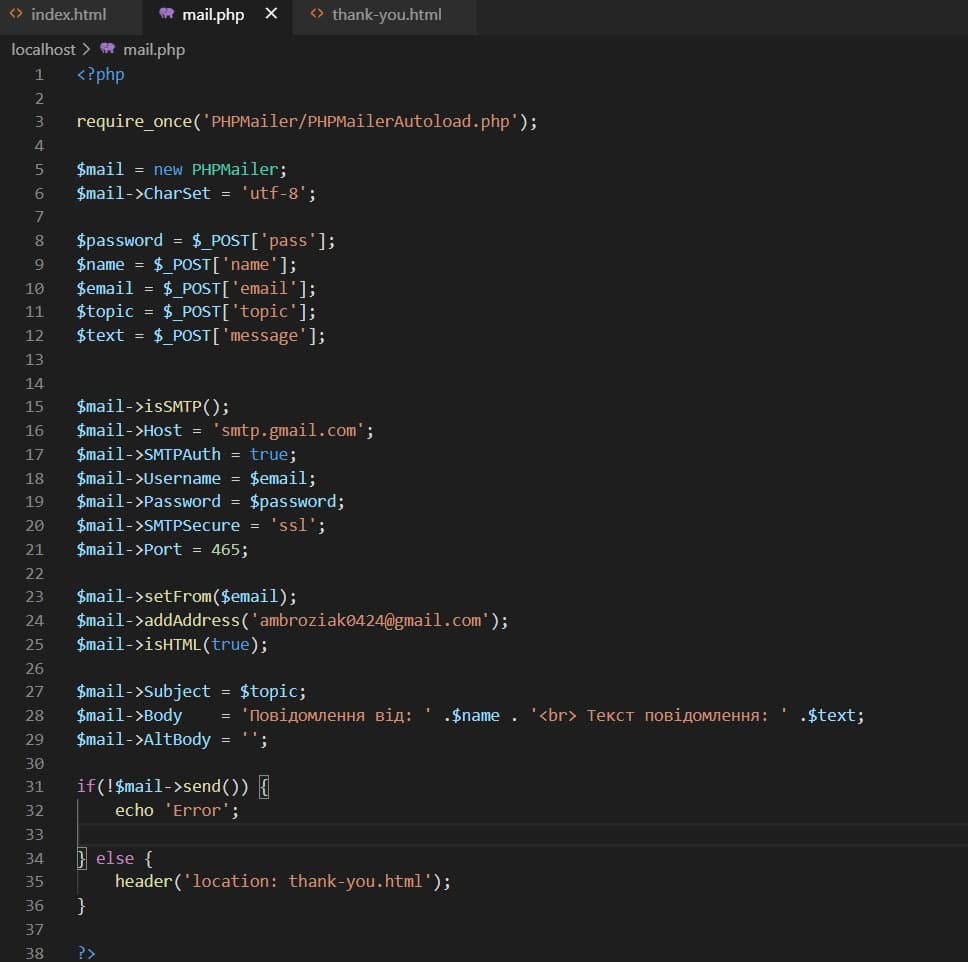 index.html mail.php × thank-you.html
localhost > mail.php
1 <?php
2
3 require_once('PHPMailer/PHPMailerAutoload.php');
4
5 $mail = new PHPMailer;
6 $mail->CharSet = 'utf-8';
7
8 $password = $_POST['pass'];
9 $name = $_POST['name'];
10 $email = $_POST['email'];
11 $topic = $_POST['topic'];
12 $text = $_POST['message'];
13
14
15 $mail->isSMTP();
16 $mail->Host = 'smtp.gmail.com';
17 $mail->SMTPAuth = true;
18 $mail->Username = $email;
19 $mail->Password = $password;
20 $mail->SMTPSecure = 'ssl';
21 $mail->Port = 465;
22
23 $mail->setFrom($email);
24 $mail->addAddress('ambroziak0424@gmail.com');
25 $mail->isHTML(true);
26
27 $mail->Subject = $topic;
28 $mail->Body    = 'Повідомлення від: ' .$name . '<br> Текст повідомлення: ' .$text;
29 $mail->AltBody = '';
30
31 if(!$mail->send()) {
32     echo 'Error';
33
34 } else {
35     header('location: thank-you.html');
36 }
37
38 ?>